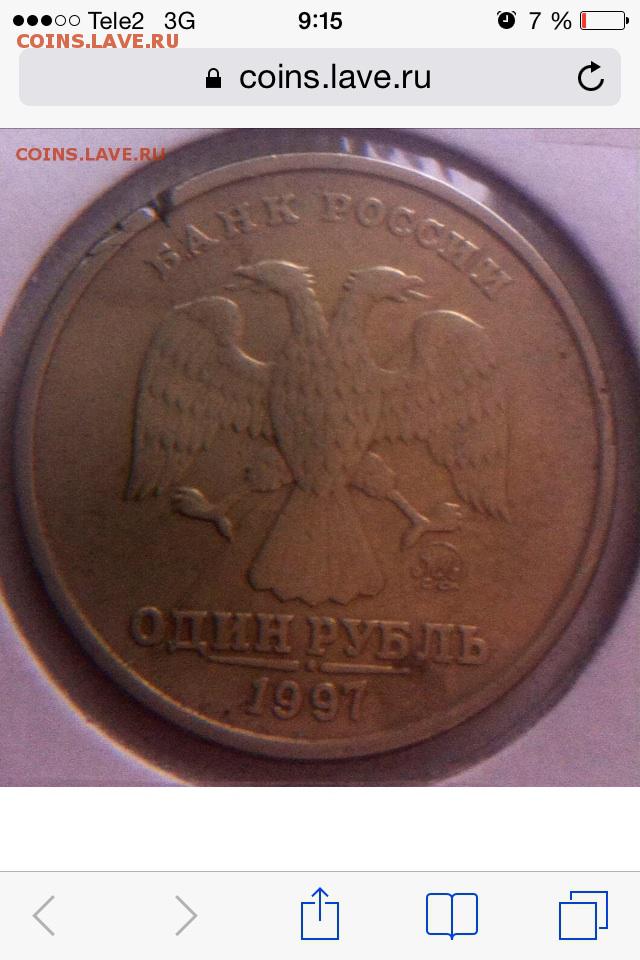 Tele2 3G 9:15 7 %
COINS.LAVE.RU
coins.lave.ru
COINS.LAVE.RU
БАНК РОССИИ
ОДИН РУБЛЬ
1997